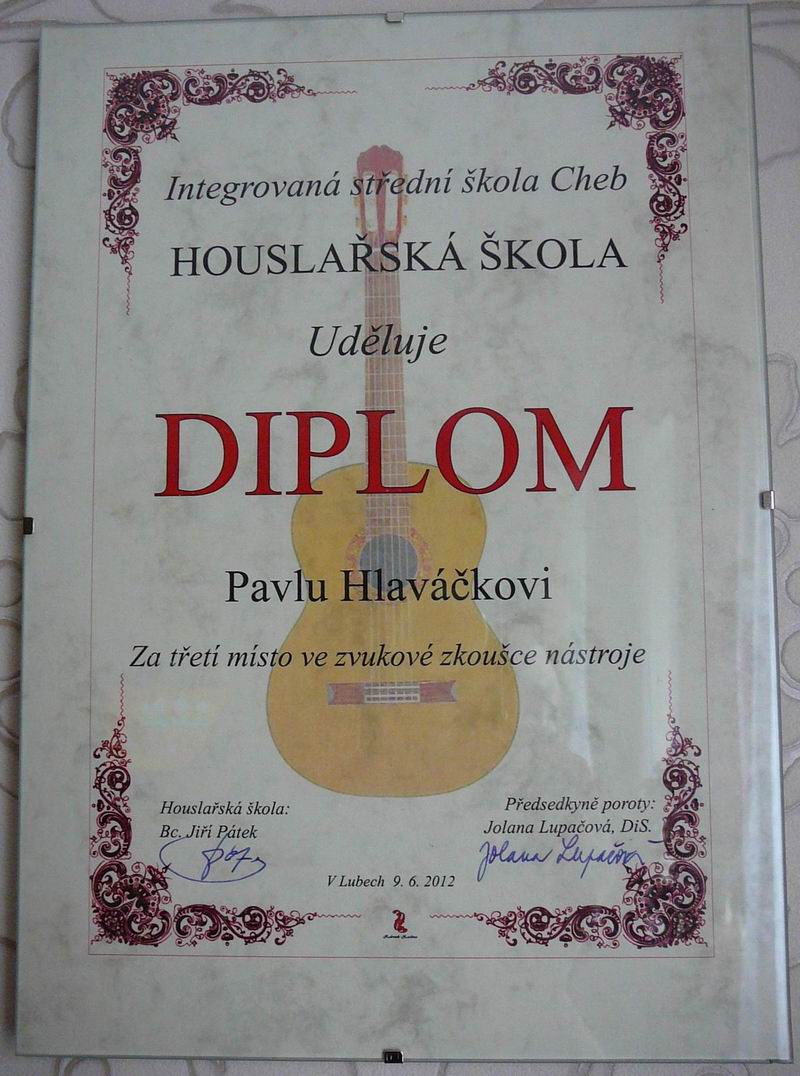 Integrovaná střední škola Cheb
HOUSLAŘSKÁ ŠKOLA
Uděluje
DIPLOM
Pavlu Hlaváčkovi
Za třetí místo ve zvukové zkoušce nástroje
Houslařská škola:
Bc. Jiří Pátek
Předsedkyně poroty:
Jolana Lupačová, DiS.
Jolana Lupačová
V Lubech 9. 6. 2012